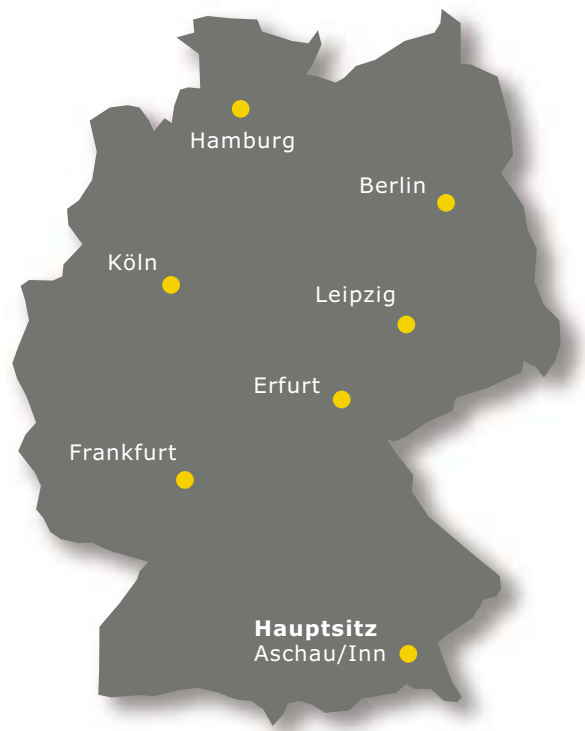 Hamburg
Berlin
Köln
Leipzig
Erfurt
Frankfurt
Hauptsitz
Aschau/Inn